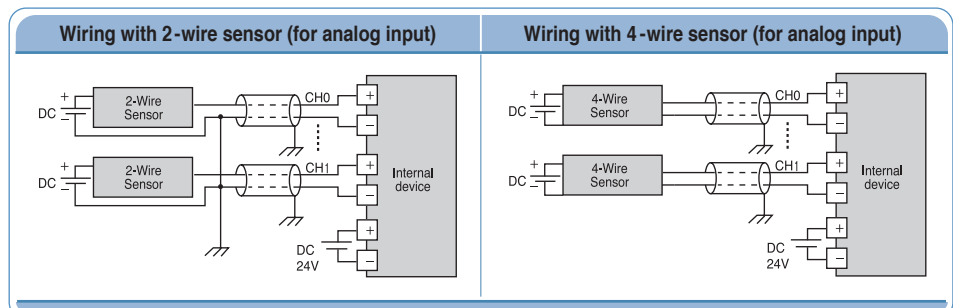 Wiring with 2-wire sensor (for analog input)
+
DC
−
2-Wire
Sensor
CH0
+
−
+
DC
−
2-Wire
Sensor
CH1
+
−
Internal
device
DC
24V
+
−
Wiring with 4-wire sensor (for analog input)
+
DC
−
4-Wire
Sensor
CH0
+
−
+
DC
−
4-Wire
Sensor
CH1
+
−
Internal
device
DC
24V
+
−